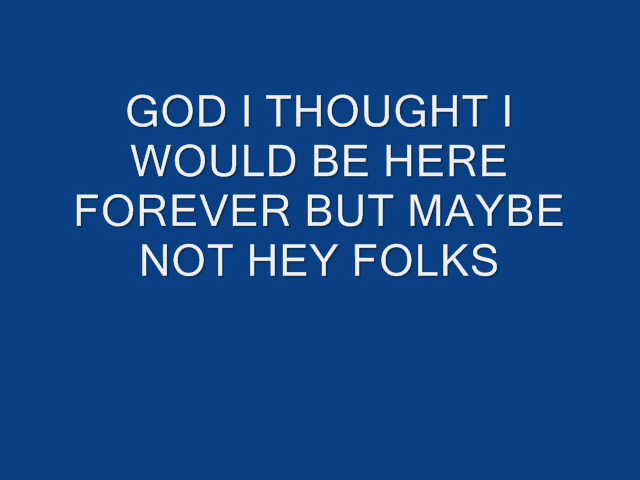 GOD I THOUGHT I
WOULD BE HERE
FOREVER BUT MAYBE
NOT HEY FOLKS